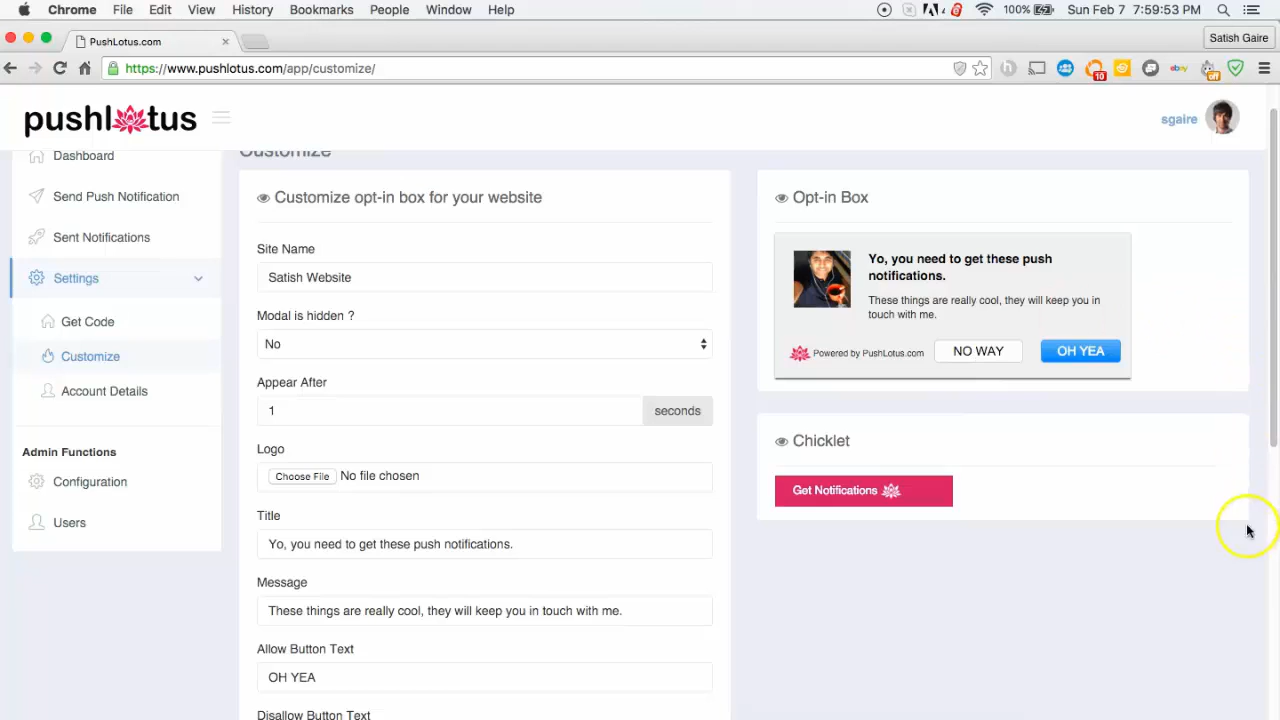 Chrome File Edit View History Bookmarks People Window Help 4 100% Sun Feb 7 7:59:53 PM
PushLotus.com × Satish Gaire
https://www.pushlotus.com/app/customize/ h 10 ebay off
pushlotus sgaire
Dashboard
Send Push Notification
Sent Notifications
Settings
Get Code
Customize
Account Details
Admin Functions
Configuration
Users
Customize
Customize opt-in box for your website
Site Name
Satish Website
Modal is hidden ?
No
Appear After
1 seconds
Logo
Choose File No file chosen
Title
Yo, you need to get these push notifications.
Message
These things are really cool, they will keep you in touch with me.
Allow Button Text
OH YEA
Disallow Button Text
Opt-in Box
Yo, you need to get these push
notifications.
These things are really cool, they will keep you in
touch with me.
Powered by PushLotus.com NO WAY OH YEA
Chicklet
Get Notifications